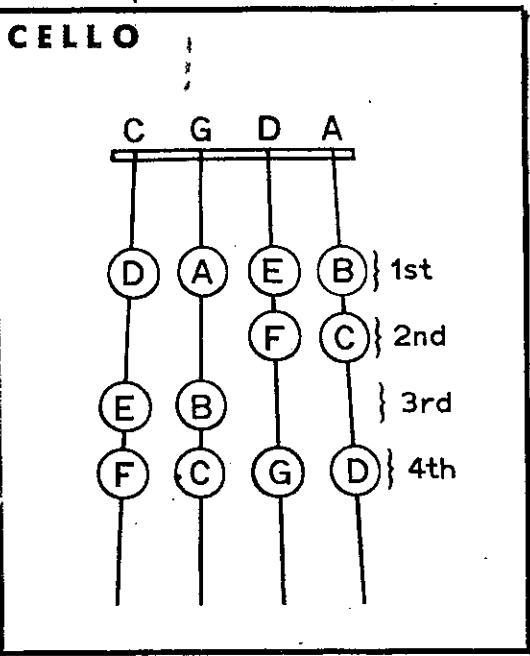 CELLO
C G D A
D A E B } 1st
F C } 2nd
E B } 3rd
F C G D } 4th